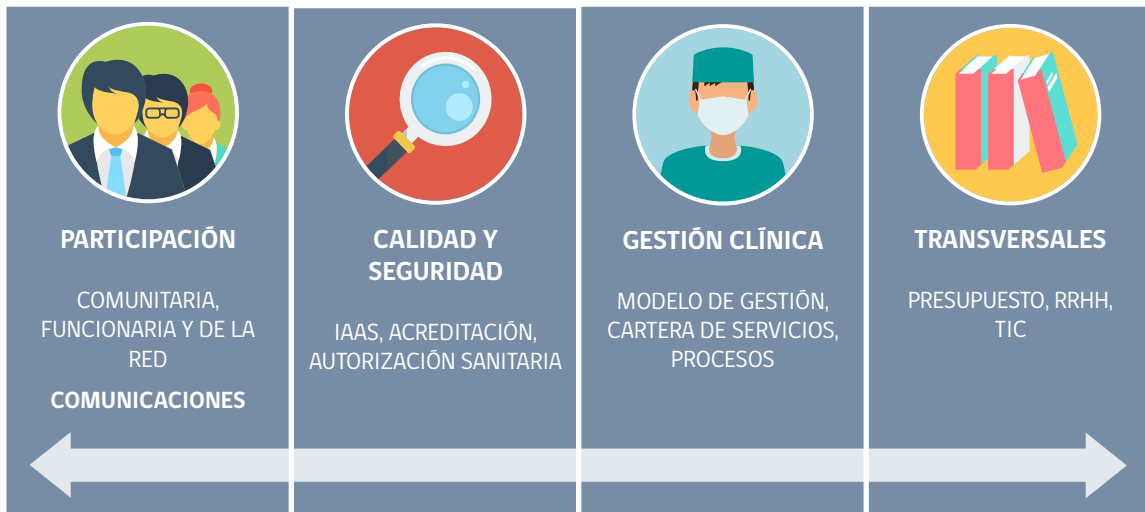 PARTICIPACIÓN
COMUNITARIA,
FUNCIONARIA Y DE LA
RED
COMUNICACIONES
CALIDAD Y
SEGURIDAD
IAAS, ACREDITACIÓN,
AUTORIZACIÓN SANITARIA
GESTIÓN CLÍNICA
MODELO DE GESTIÓN,
CARTERA DE SERVICIOS,
PROCESOS
TRANSVERSALES
PRESUPUESTO, RRHH,
TIC